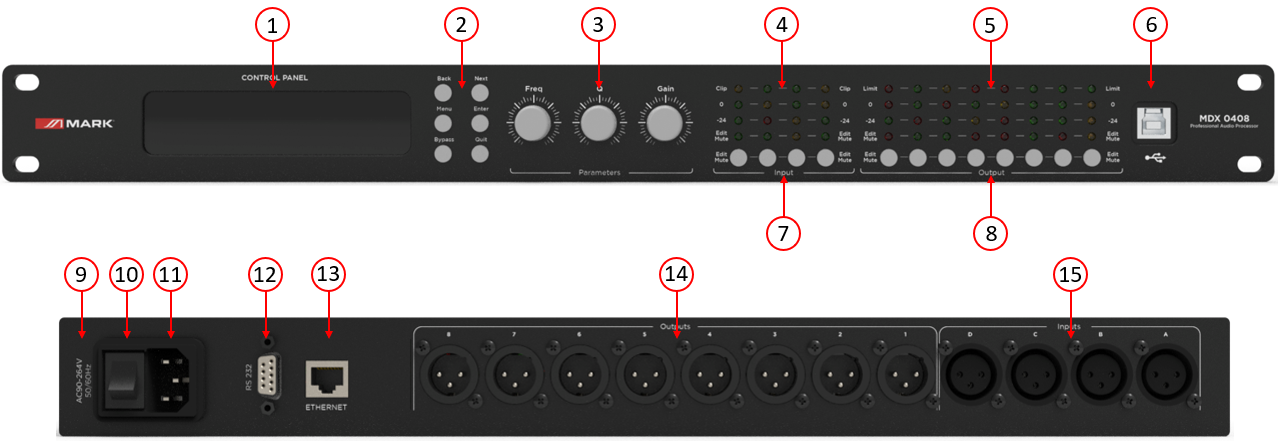 1 2 3 4 5 6
CONTROL PANEL
MARK
Back Next
Menu Enter
Bypass Quit
Freq Q Gain
Parameters
Clip Clip
0 0
-24 -24
Edit Mute Edit Mute
Edit Mute Edit Mute
Input
Limit Limit
0 0
-24 -24
Edit Mute Edit Mute
Edit Mute Edit Mute
Output
MDX 0408
Professional Audio Processor
7 8
9 10 11 12 13 14 15
AC90-264V
50/60Hz
RS 232
ETHERNET
Outputs
8 7 6 5 4 3 2 1
Inputs
D C B A